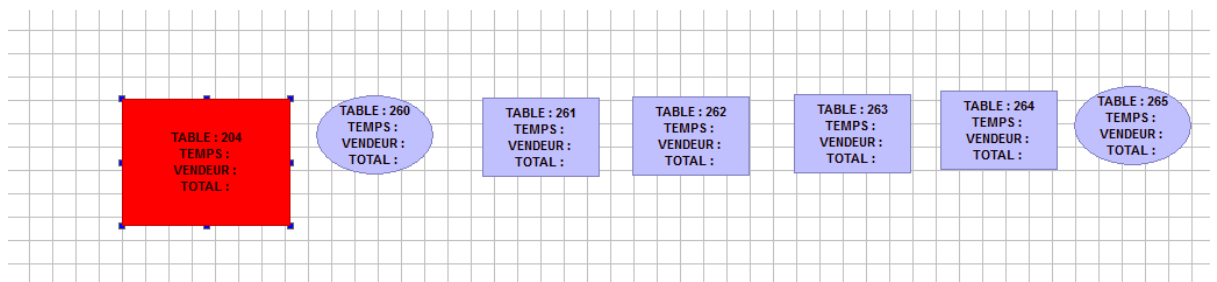 TABLE : 204
TEMPS :
VENDEUR :
TOTAL :
TABLE : 260
TEMPS :
VENDEUR :
TOTAL :
TABLE : 261
TEMPS :
VENDEUR :
TOTAL :
TABLE : 262
TEMPS :
VENDEUR :
TOTAL :
TABLE : 263
TEMPS :
VENDEUR :
TOTAL :
TABLE : 264
TEMPS :
VENDEUR :
TOTAL :
TABLE : 265
TEMPS :
VENDEUR :
TOTAL :